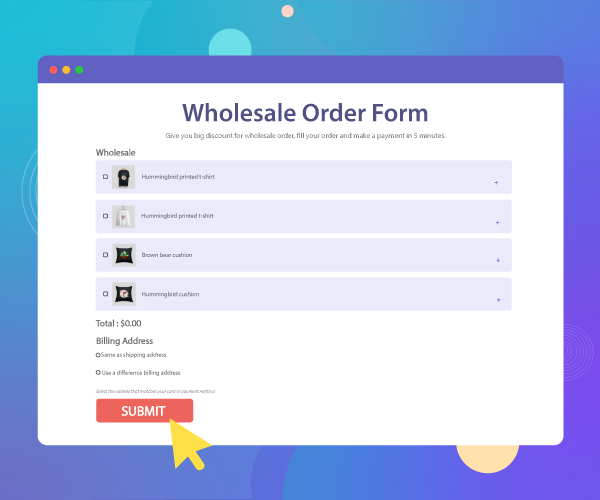 Wholesale Order Form
Give you big discount for wholesale order, fill your order and make a payment in 5 minutes.
Wholesale
Hummingbird printed t-shirt
+
Hummingbird printed t-shirt
+
Brown bear cushion
+
Hummingbird cushion
+
Total : $0.00
Billing Address
Same as shipping address
Use a difference billing address
Select the address that matches your card or payment method
SUBMIT